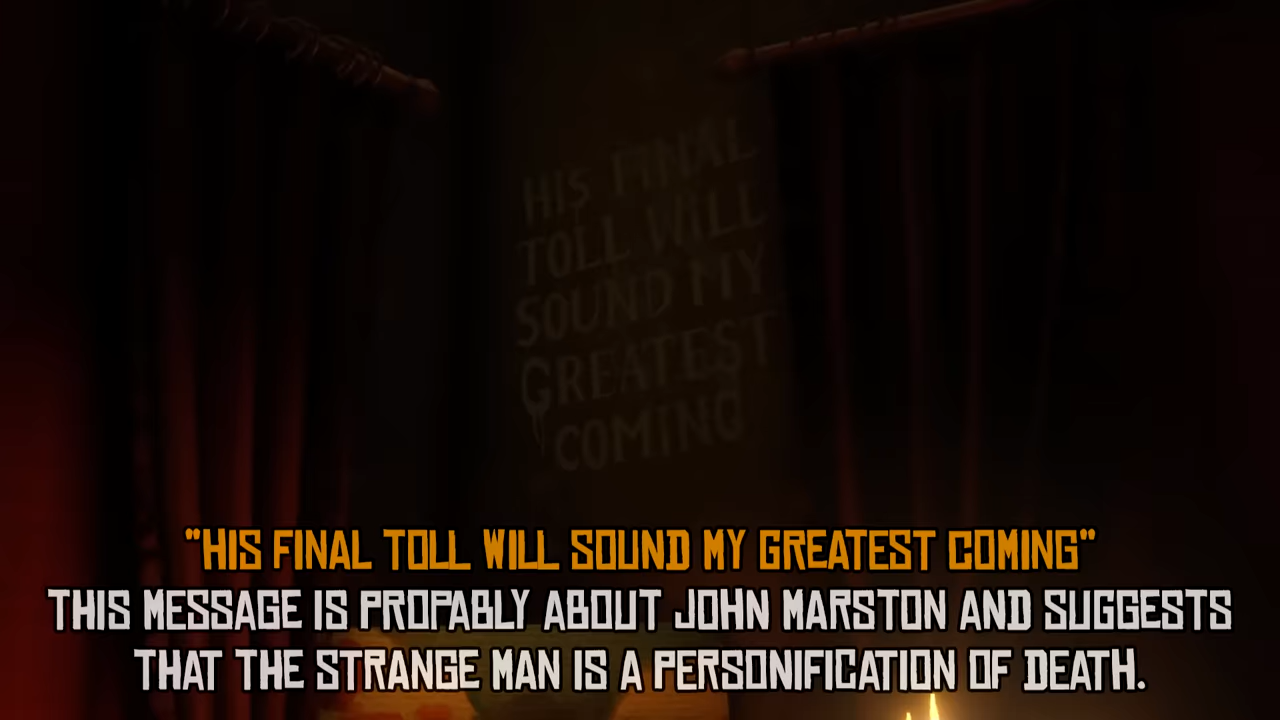 HIS FINAL
TOLL WILL
SOUND MY
GREATEST
COMING
"HIS FINAL TOLL WILL SOUND MY GREATEST COMING"
THIS MESSAGE IS PROPABLY ABOUT JOHN MARSTON AND SUGGESTS
THAT THE STRANGE MAN IS A PERSONIFICATION OF DEATH.